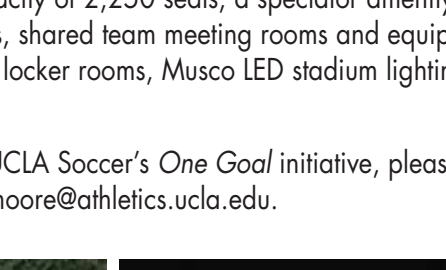 acity of 2,250 seats, a spectator amenity
, shared team meeting rooms and equip
locker rooms, Musco LED stadium lightin
UCLA Soccer's One Goal initiative, pleas
moore@athletics.ucla.edu.